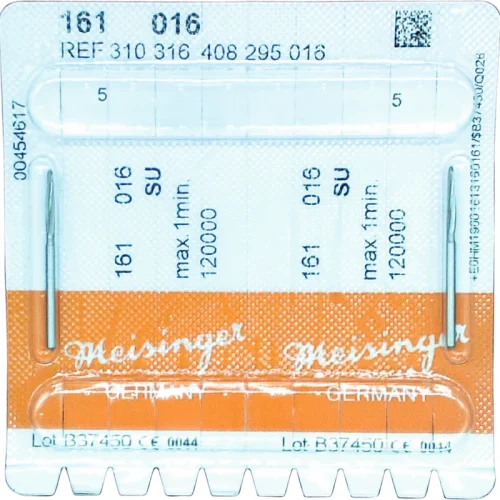 161 016
REF 310 316 408 295 016
5 5
00454617
161 016
SU
max.1min.
120000
161 016
SU
max.1min.
120000
Meisinger Meisinger
GERMANY GERMANY
Lot B37450 CE 0044 Lot B37450 CE 0044